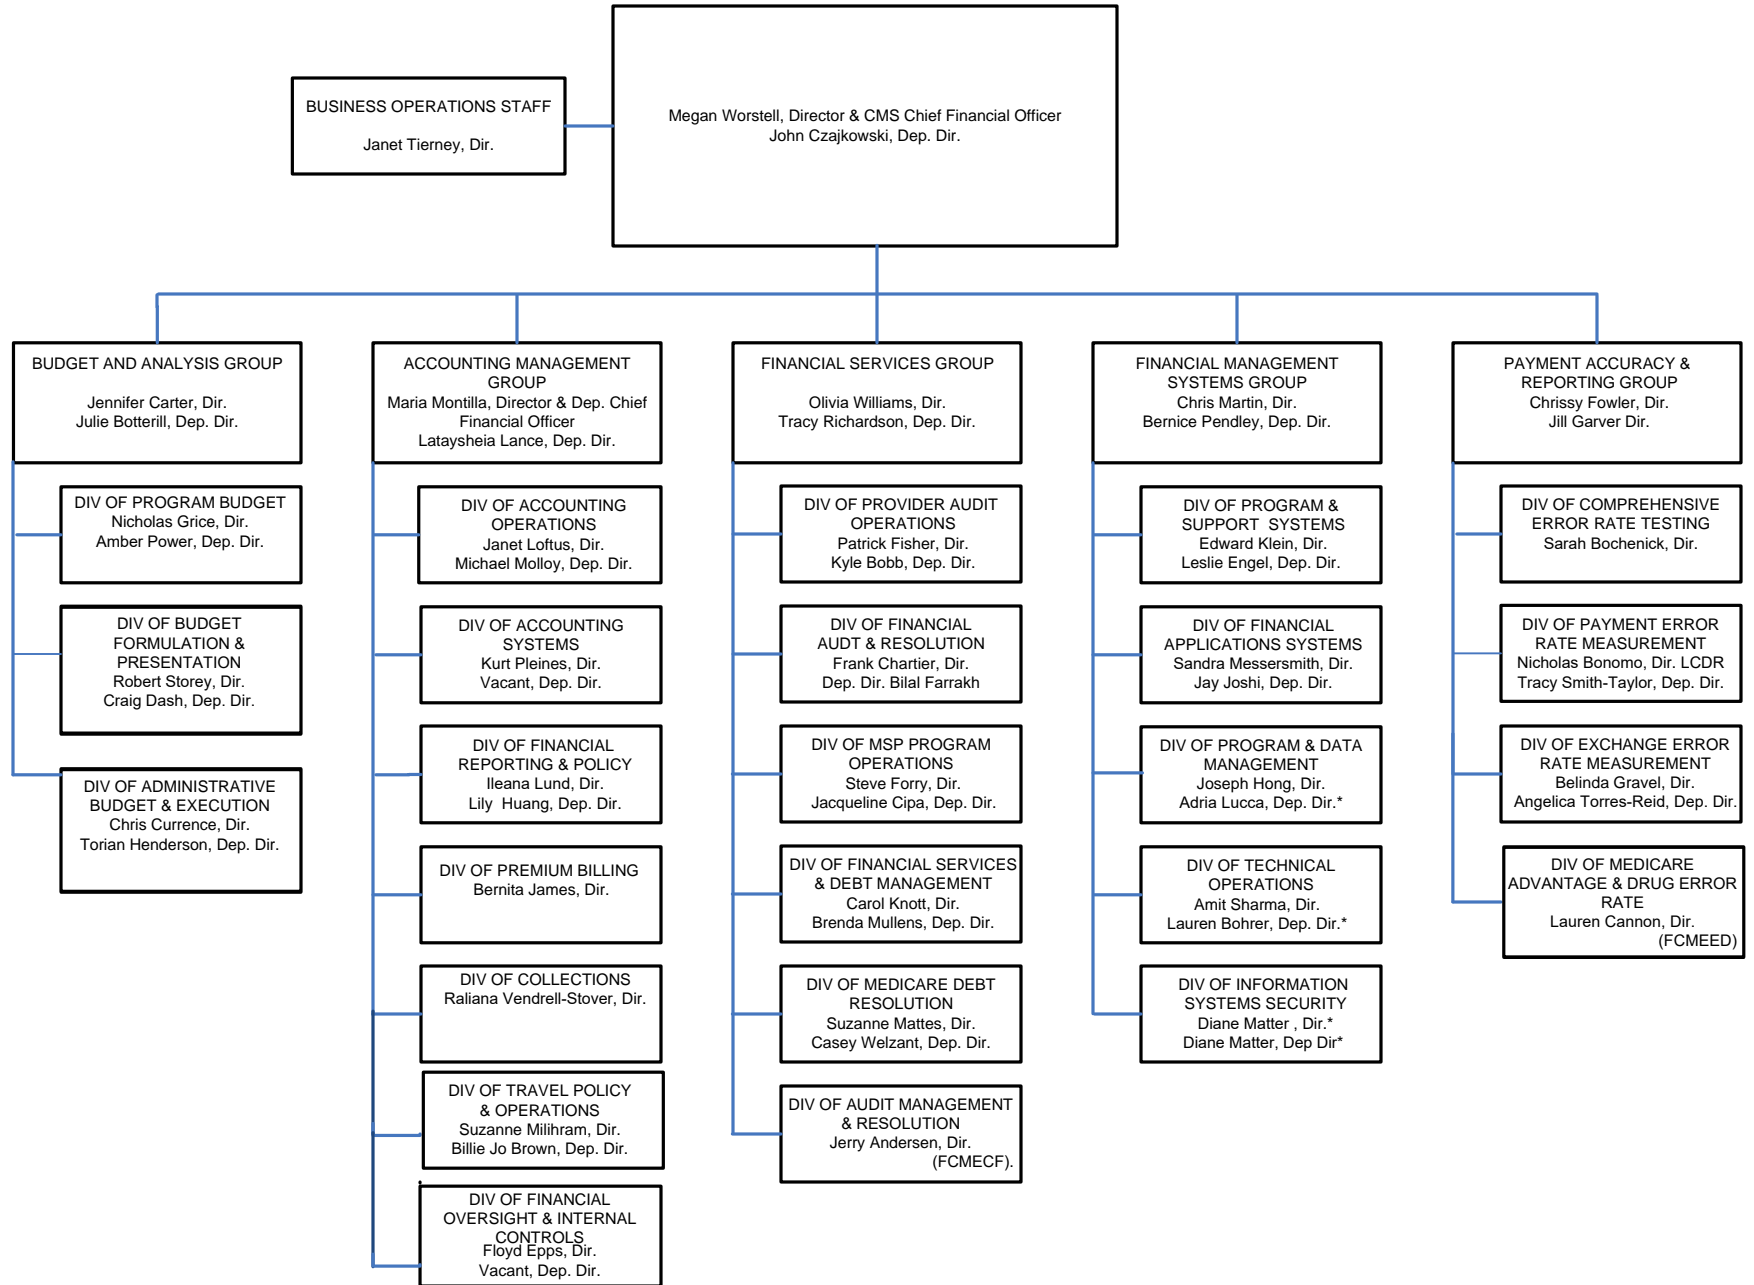 BUSINESS OPERATIONS STAFF
Janet Tierney, Dir.
Megan Worstell, Director & CMS Chief Financial Officer
John Czajkowski, Dep. Dir.
BUDGET AND ANALYSIS GROUP
Jennifer Carter, Dir.
Julie Botterill, Dep. Dir.
DIV OF PROGRAM BUDGET
Nicholas Grice, Dir.
Amber Power, Dep. Dir.
DIV OF BUDGET
FORMULATION &
PRESENTATION
Robert Storey, Dir.
Craig Dash, Dep. Dir.
DIV OF ADMINISTRATIVE
BUDGET & EXECUTION
Chris Currence, Dir.
Torian Henderson, Dep. Dir.
ACCOUNTING MANAGEMENT
GROUP
Maria Montilla, Director & Dep. Chief
Financial Officer
Lataysheia Lance, Dep. Dir.
DIV OF ACCOUNTING
OPERATIONS
Janet Loftus, Dir.
Michael Molloy, Dep. Dir.
DIV OF ACCOUNTING
SYSTEMS
Kurt Pleines, Dir.
Vacant, Dep. Dir.
DIV OF FINANCIAL
REPORTING & POLICY
Ileana Lund, Dir.
Lily  Huang, Dep. Dir.
DIV OF PREMIUM BILLING
Bernita James, Dir.
DIV OF COLLECTIONS
Raliana Vendrell-Stover, Dir.
DIV OF TRAVEL POLICY
& OPERATIONS
Suzanne Milihram, Dir.
Billie Jo Brown, Dep. Dir.
DIV OF FINANCIAL
OVERSIGHT & INTERNAL
CONTROLS
Floyd Epps, Dir.
Vacant, Dep. Dir.
FINANCIAL SERVICES GROUP
Olivia Williams, Dir.
Tracy Richardson, Dep. Dir.
DIV OF PROVIDER AUDIT
OPERATIONS
Patrick Fisher, Dir.
Kyle Bobb, Dep. Dir.
DIV OF FINANCIAL
AUDT & RESOLUTION
Frank Chartier, Dir.
Dep. Dir. Bilal Farrakh
DIV OF MSP PROGRAM
OPERATIONS
Steve Forry, Dir.
Jacqueline Cipa, Dep. Dir.
DIV OF FINANCIAL SERVICES
& DEBT MANAGEMENT
Carol Knott, Dir.
Brenda Mullens, Dep. Dir.
DIV OF MEDICARE DEBT
RESOLUTION
Suzanne Mattes, Dir.
Casey Welzant, Dep. Dir.
DIV OF AUDIT MANAGEMENT
& RESOLUTION
Jerry Andersen, Dir.
(FCMECF).
FINANCIAL MANAGEMENT
SYSTEMS GROUP
Chris Martin, Dir.
Bernice Pendley, Dep. Dir.
DIV OF PROGRAM &
SUPPORT  SYSTEMS
Edward Klein, Dir.
Leslie Engel, Dep. Dir.
DIV OF FINANCIAL
APPLICATIONS SYSTEMS
Sandra Messersmith, Dir.
Jay Joshi, Dep. Dir.
DIV OF PROGRAM & DATA
MANAGEMENT
Joseph Hong, Dir.
Adria Lucca, Dep. Dir.*
DIV OF TECHNICAL
OPERATIONS
Amit Sharma, Dir.
Lauren Bohrer, Dep. Dir.*
DIV OF INFORMATION
SYSTEMS SECURITY
Diane Matter , Dir.*
Diane Matter, Dep Dir*
PAYMENT ACCURACY &
REPORTING GROUP
Chrissy Fowler, Dir.
Jill Garver Dir.
DIV OF COMPREHENSIVE
ERROR RATE TESTING
Sarah Bochenick, Dir.
DIV OF PAYMENT ERROR
RATE MEASUREMENT
Nicholas Bonomo, Dir. LCDR
Tracy Smith-Taylor, Dep. Dir.
DIV OF EXCHANGE ERROR
RATE MEASUREMENT
Belinda Gravel, Dir.
Angelica Torres-Reid, Dep. Dir.
DIV OF MEDICARE
ADVANTAGE & DRUG ERROR
RATE
Lauren Cannon, Dir.
(FCMEED)